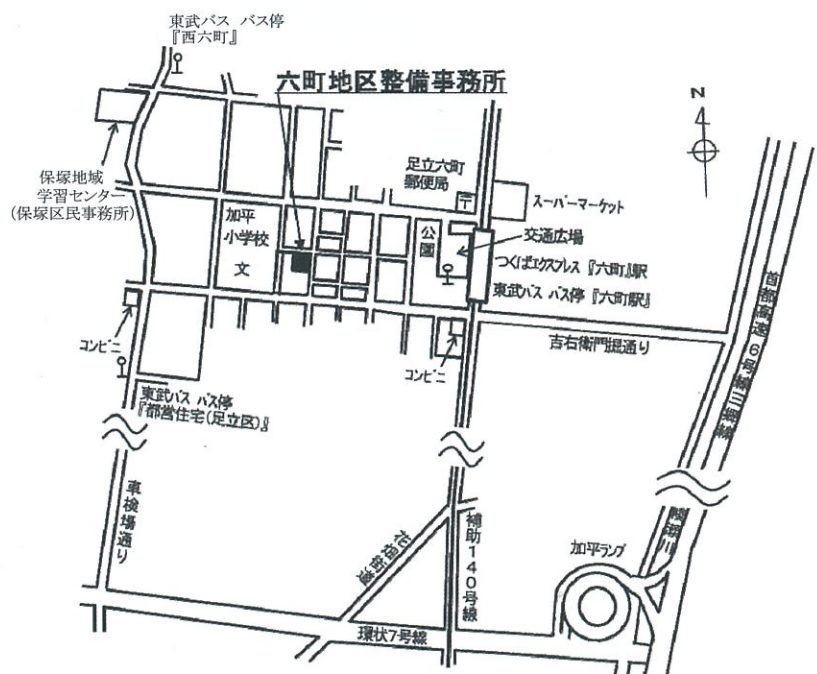 東武バス バス停
『西六町』
六町地区整備事務所
N
保塚地域
学習センター
(保塚区民事務所)
足立六町
郵便局
〒
スーパーマーケット
加平
小学校
文
公園
交通広場
つくばエクスプレス『六町』駅
東武バス バス停『六町駅』
コンビニ
コンビニ
吉右衛門堀通り
首都高速6号線三郷線
東武バス バス停
『都営住宅(足立区)』
車検場通り
花畑街道
補助140号線
加平ランプ
綾瀬川
環状7号線